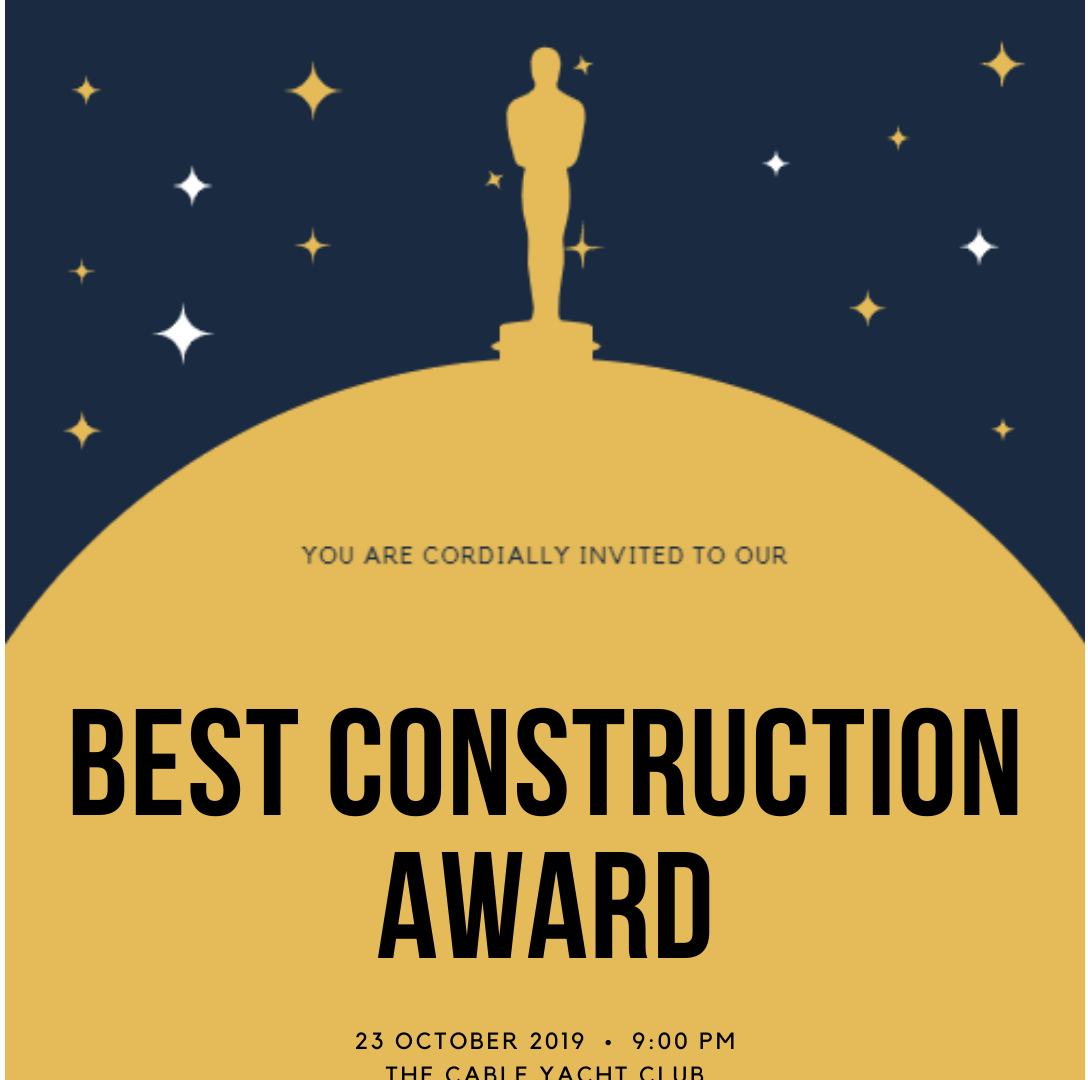 YOU ARE CORDIALLY INVITED TO OUR
BEST CONSTRUCTION
AWARD
23 OCTOBER 2019 • 9:00 PM
THE CABLE YACHT CLUB